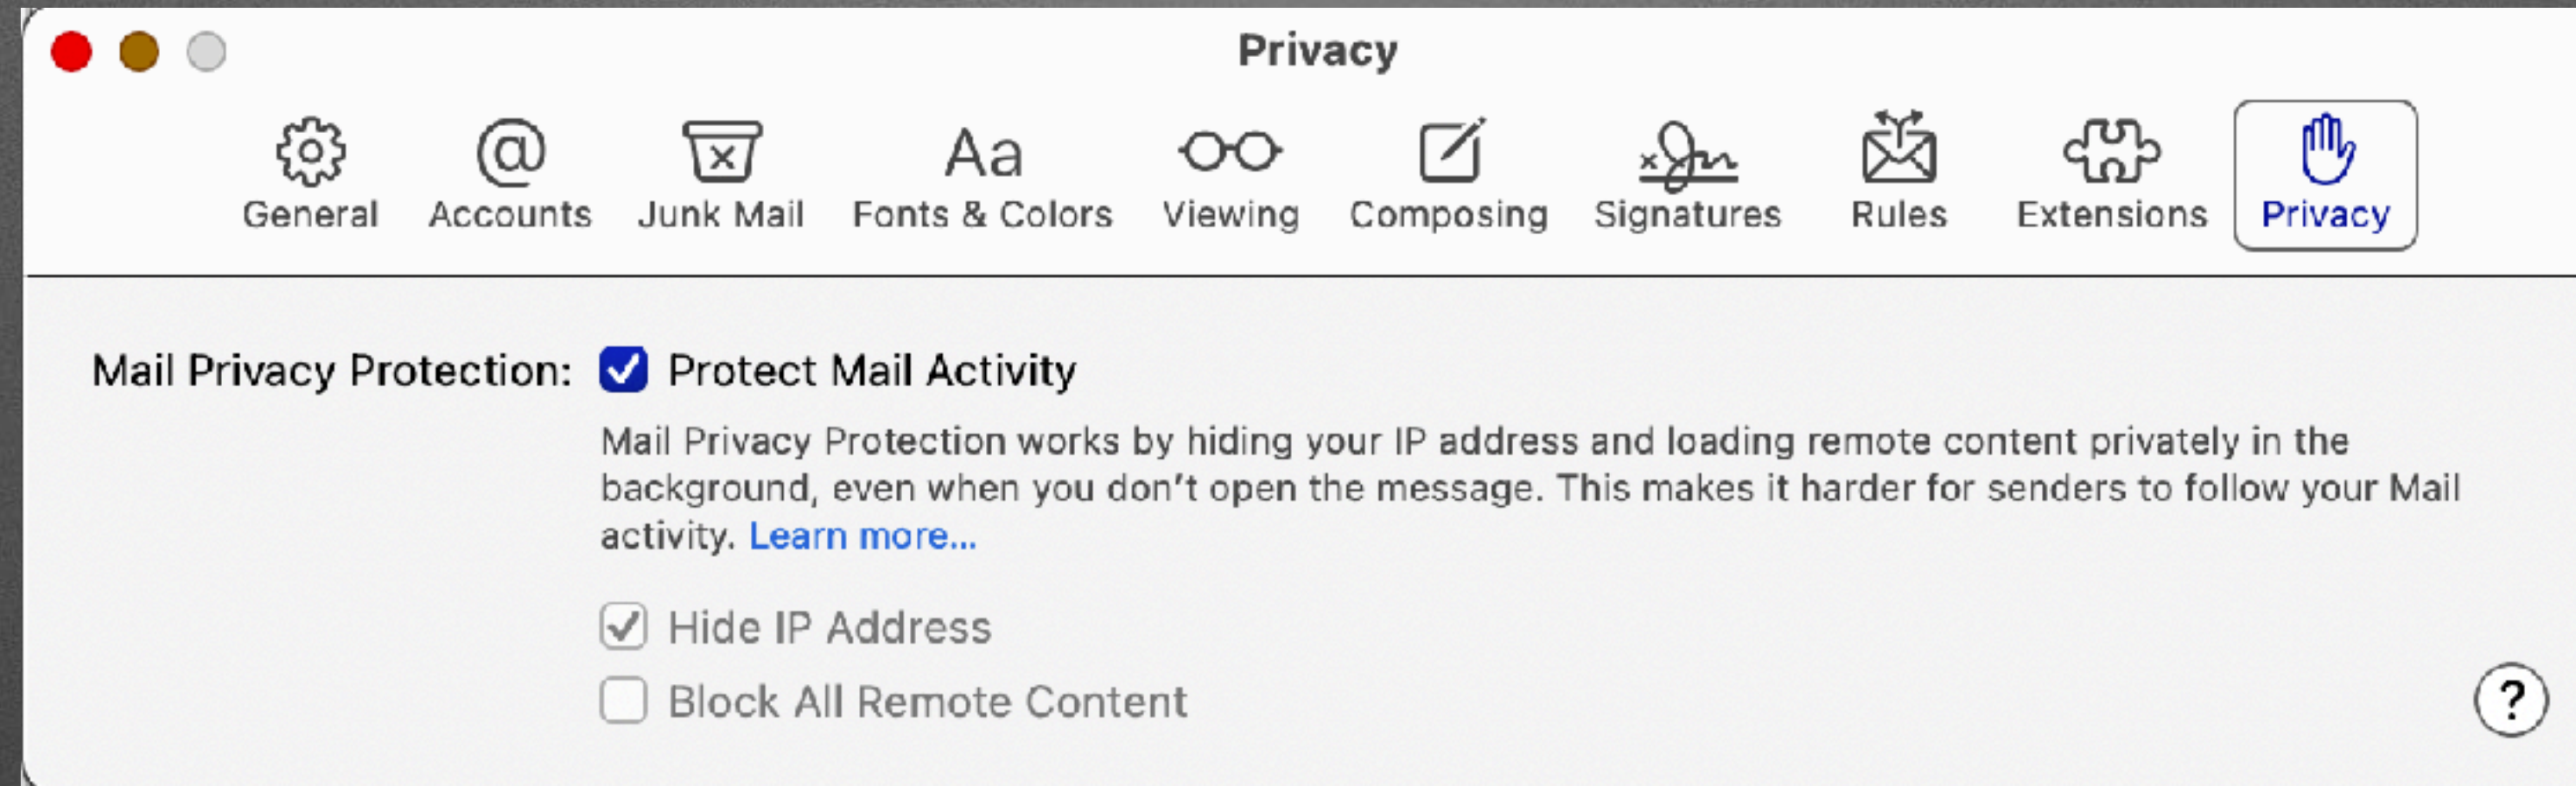 Privacy
General Accounts Junk Mail Fonts & Colors Viewing Composing Signatures Rules Extensions Privacy
Mail Privacy Protection: Protect Mail Activity
Mail Privacy Protection works by hiding your IP address and loading remote content privately in the
background, even when you don't open the message. This makes it harder for senders to follow your Mail
activity. Learn more...
Hide IP Address
Block All Remote Content
?